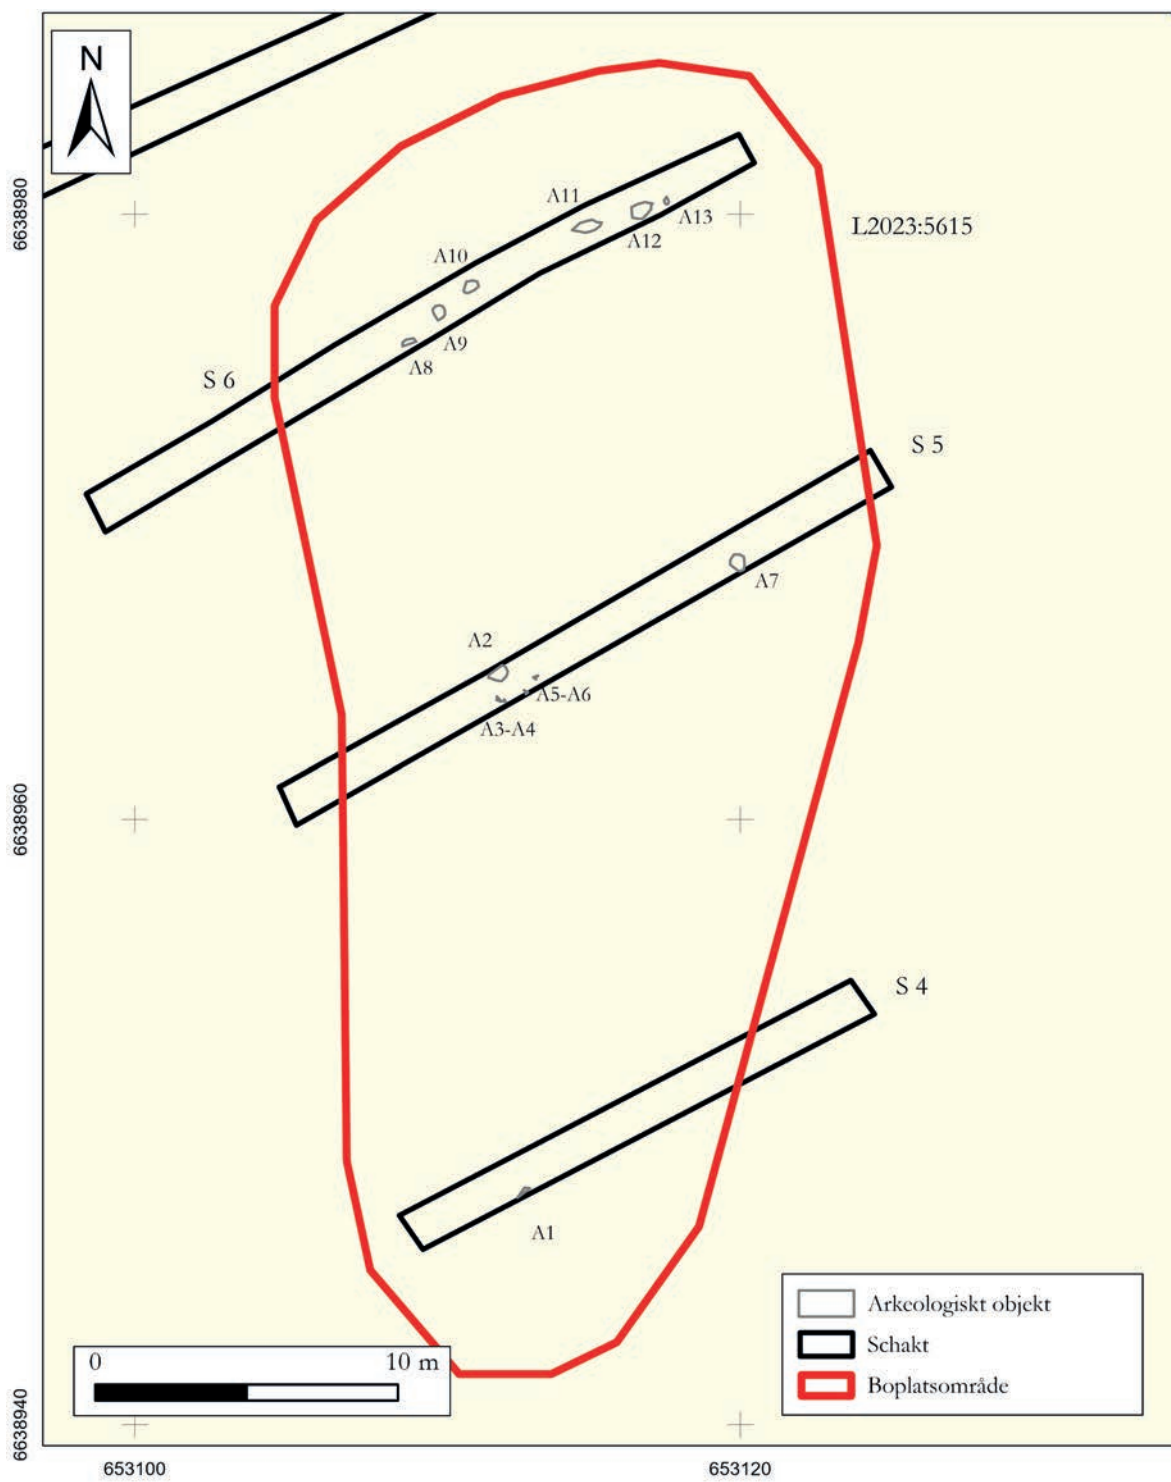 N
6638980
A11
A13
A12
L2023:5615
A10
A9
A8
S 6
S 5
A7
A2
A5-A6
A3-A4
6638960
S 4
A1
Arkeologiskt objekt
Schakt
Boplatsområde
0 10 m
6638940
653100 653120